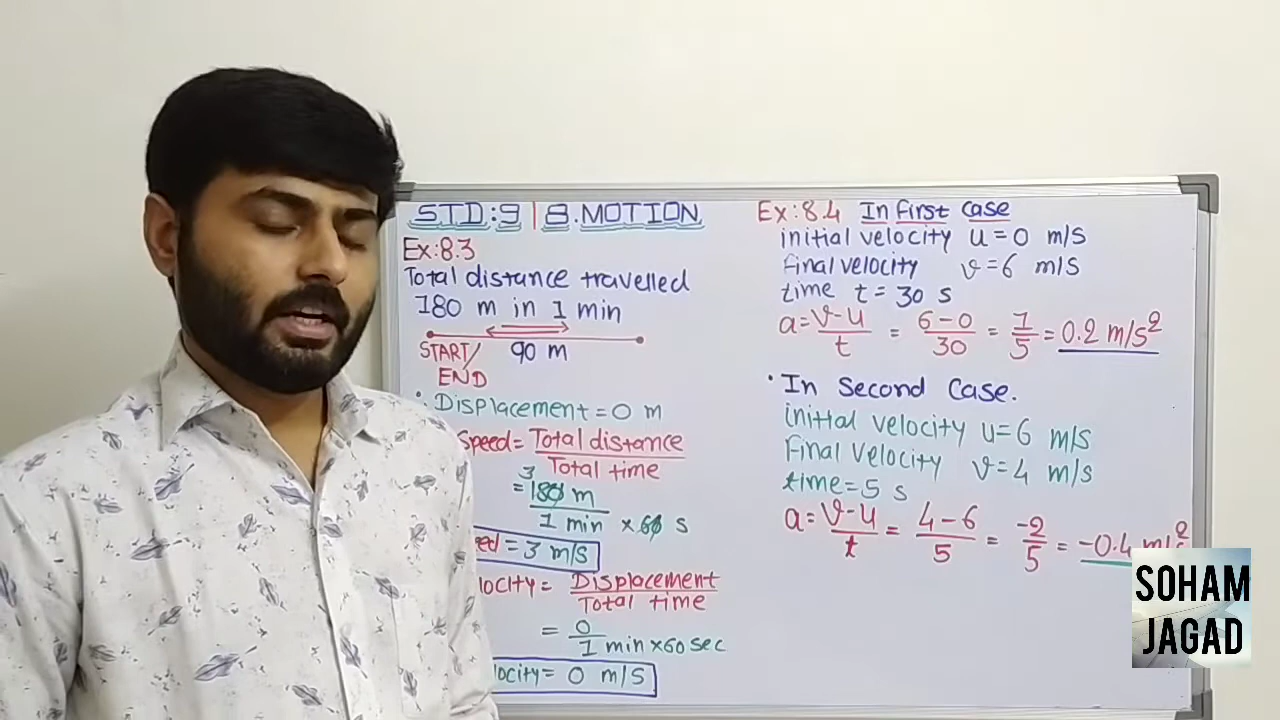 STD:9 | 8.MOTION
Ex:8.3
Total distance travelled
180 m in 1 min
START/ 90 m
END
∴ Displacement = 0 m
Speed = Total distance
Total time
3
= 180 m
1 min × 60 s
ed = 3 m/s
locity = Displacement
Total time
= 0
1 min × 60 sec
locity = 0 m/s
Ex:8.4 In first case
initial velocity u = 0 m/s
final velocity v = 6 m/s
time t = 30 s
a = v-u/t = 6-0/30 = 1/5 = 0.2 m/s²
• In Second Case.
initial velocity u=6 m/s
Final velocity v = 4 m/s
time = 5 s
a = v-u/t = 4-6/5 = -2/5 = -0.4 m/s²
SOHAM
JAGAD